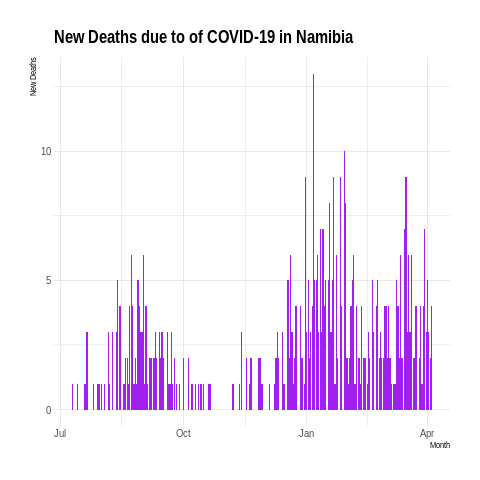 New Deaths due to of COVID-19 in Namibia
New Deaths
10
5
0
Jul Oct Jan Apr
Month